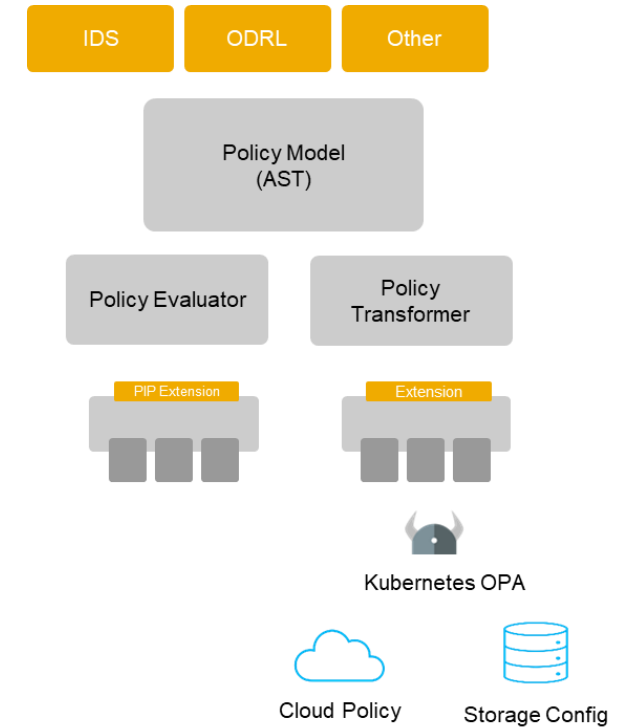 IDS
ODRL
Other
Policy Model
(AST)
Policy Evaluator
Policy
Transformer
PIP Extension
Extension
Kubernetes OPA
Cloud Policy
Storage Config